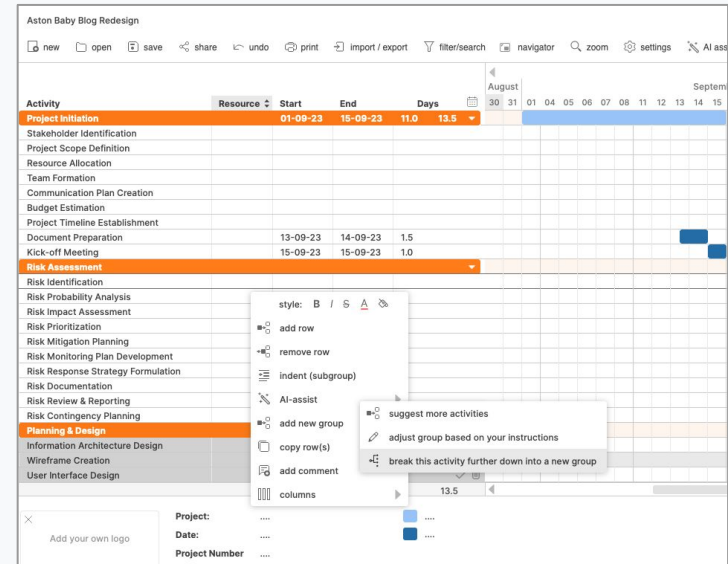 Aston Baby Blog Redesign
new open save share undo print import / export filter/search navigator zoom settings AI ass
August Septem
Activity Resource Start End Days 30 31 01 04 05 06 07 08 11 12 13 14 15
Project Initiation 01-09-23 15-09-23 11.0 13.5
Stakeholder Identification
Project Scope Definition
Resource Allocation
Team Formation
Communication Plan Creation
Budget Estimation
Project Timeline Establishment
Document Preparation 13-09-23 14-09-23 1.5
Kick-off Meeting 15-09-23 15-09-23 1.0
Risk Assessment
Risk Identification
Risk Probability Analysis
Risk Impact Assessment
Risk Prioritization
Risk Mitigation Planning
Risk Monitoring Plan Development
Risk Response Strategy Formulation
Risk Documentation
Risk Review & Reporting
Risk Contingency Planning
Planning & Design
Information Architecture Design
Wireframe Creation
User Interface Design
style: B I S A
add row
remove row
indent (subgroup)
AI-assist
add new group
copy row(s)
add comment
columns
suggest more activities
adjust group based on your instructions
break this activity further down into a new group
13.5
Add your own logo
Project: .... ....
Date: .... ....
Project Number ....